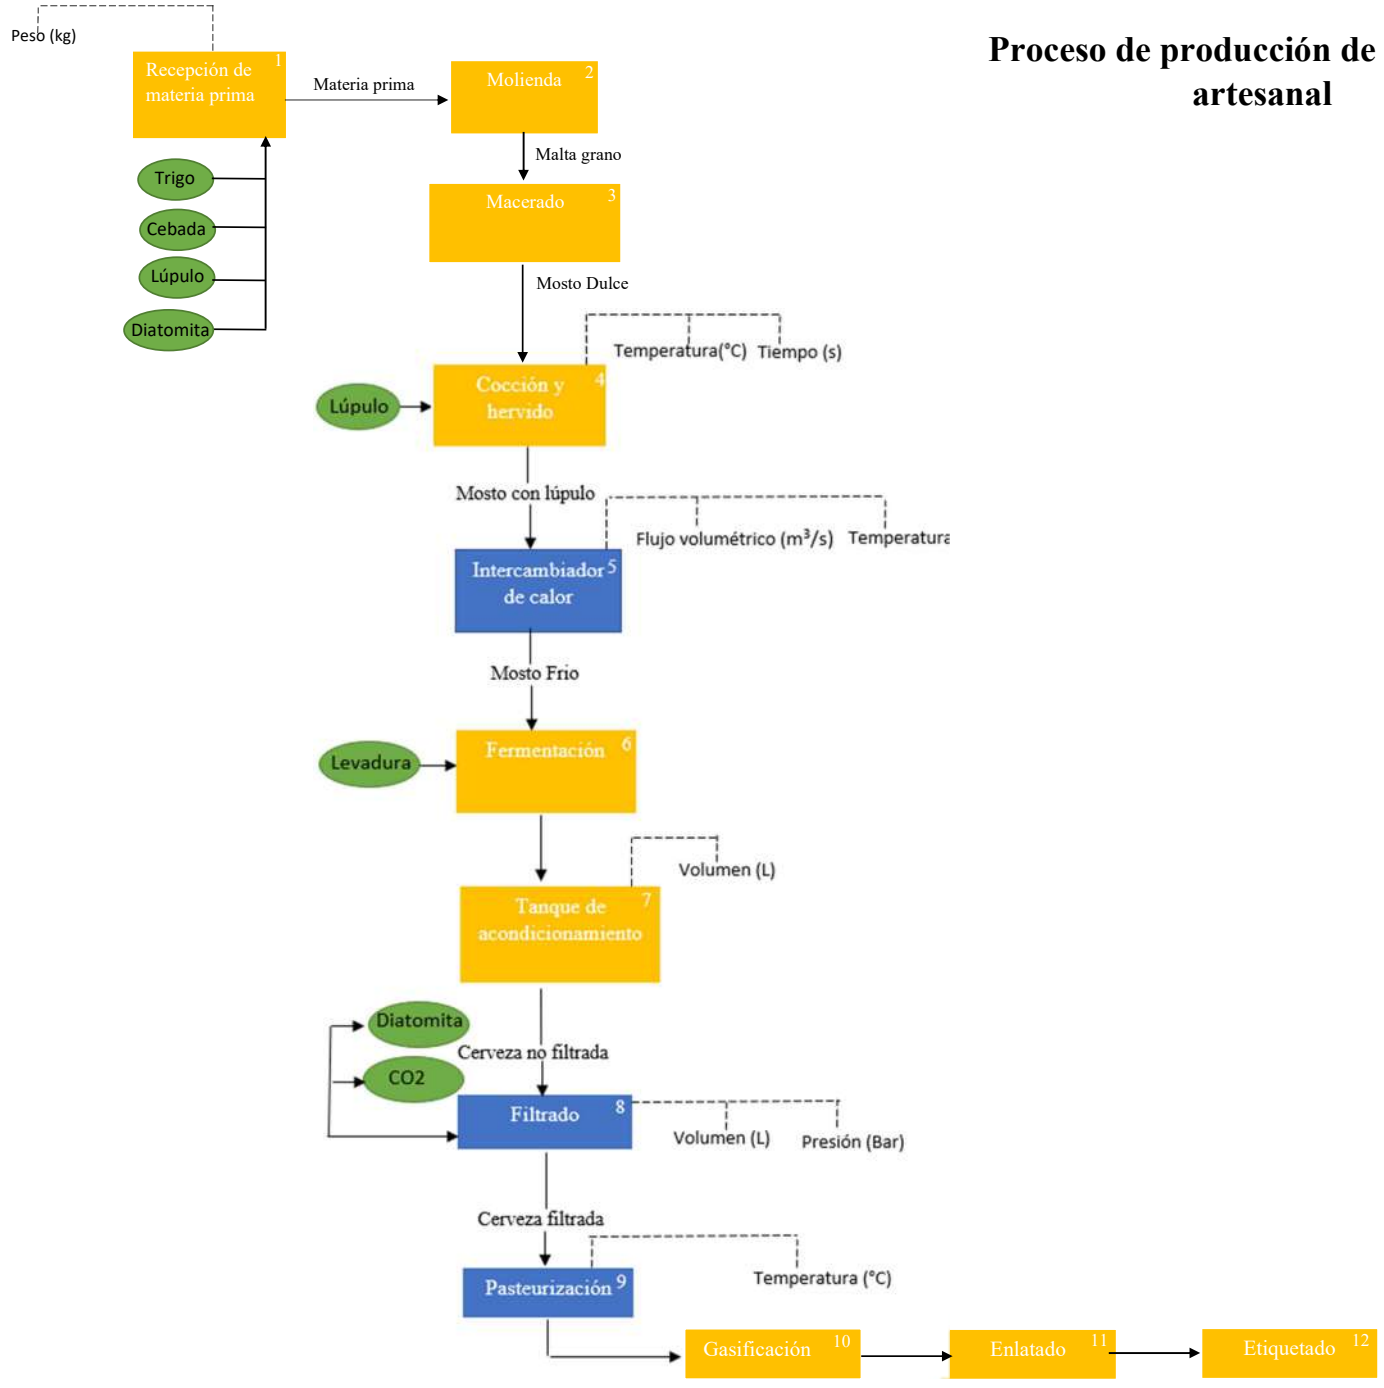 Peso (kg)
Proceso de producción de
artesanal
Recepción de 1
materia prima
Materia prima
Molienda 2
Malta grano
Trigo
Cebada
Lúpulo
Diatomita
Macerado 3
Mosto Dulce
Temperatura(°C) Tiempo (s)
Cocción y 4
hervido
Lúpulo
Mosto con lúpulo
Flujo volumétrico (m³/s) Temperatura
Intercambiador 5
de calor
Mosto Frio
Fermentación 6
Levadura
Volumen (L)
Tanque de 7
acondicionamiento
Diatomita
Cerveza no filtrada
CO2
Filtrado 8
Volumen (L) Presión (Bar)
Cerveza filtrada
Temperatura (°C)
Pasteurización 9
Gasificación 10
Enlatado 11
Etiquetado 12